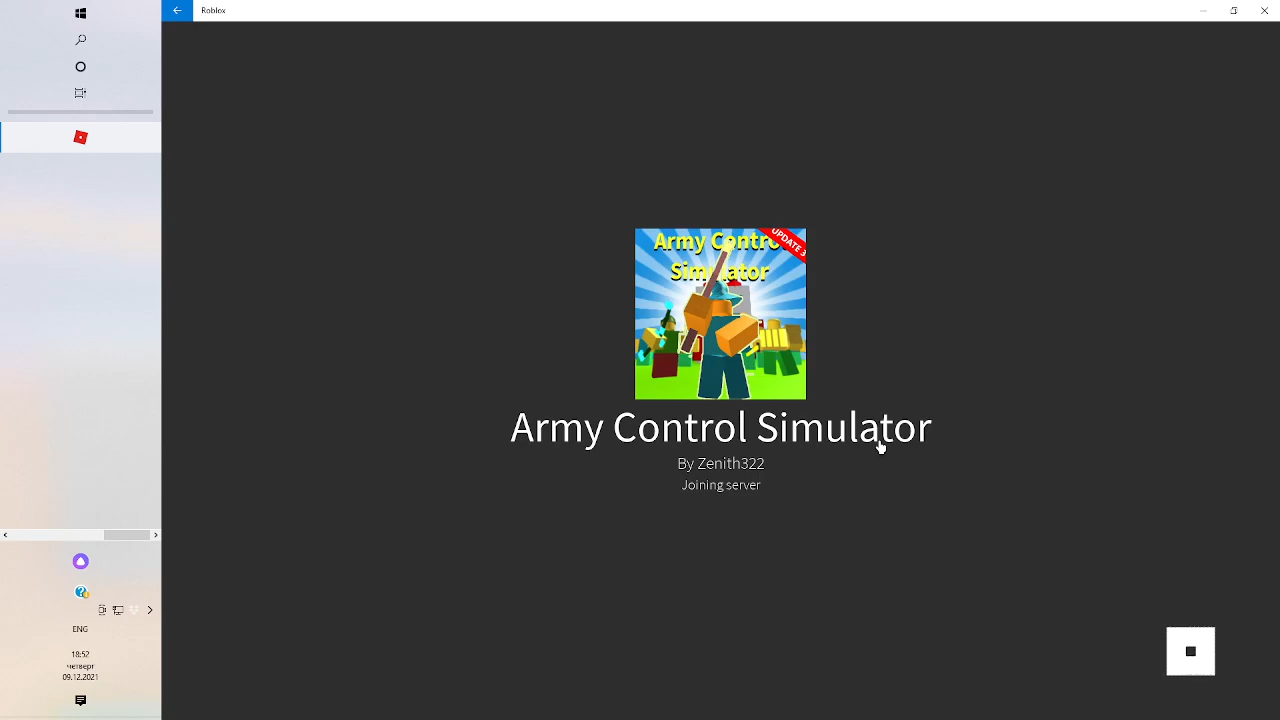 Roblox
Army Contro
Simulator
UPDATE 3
Army Control Simulator
By Zenith322
Joining server
ENG
18:52
четверг
09.12.2021